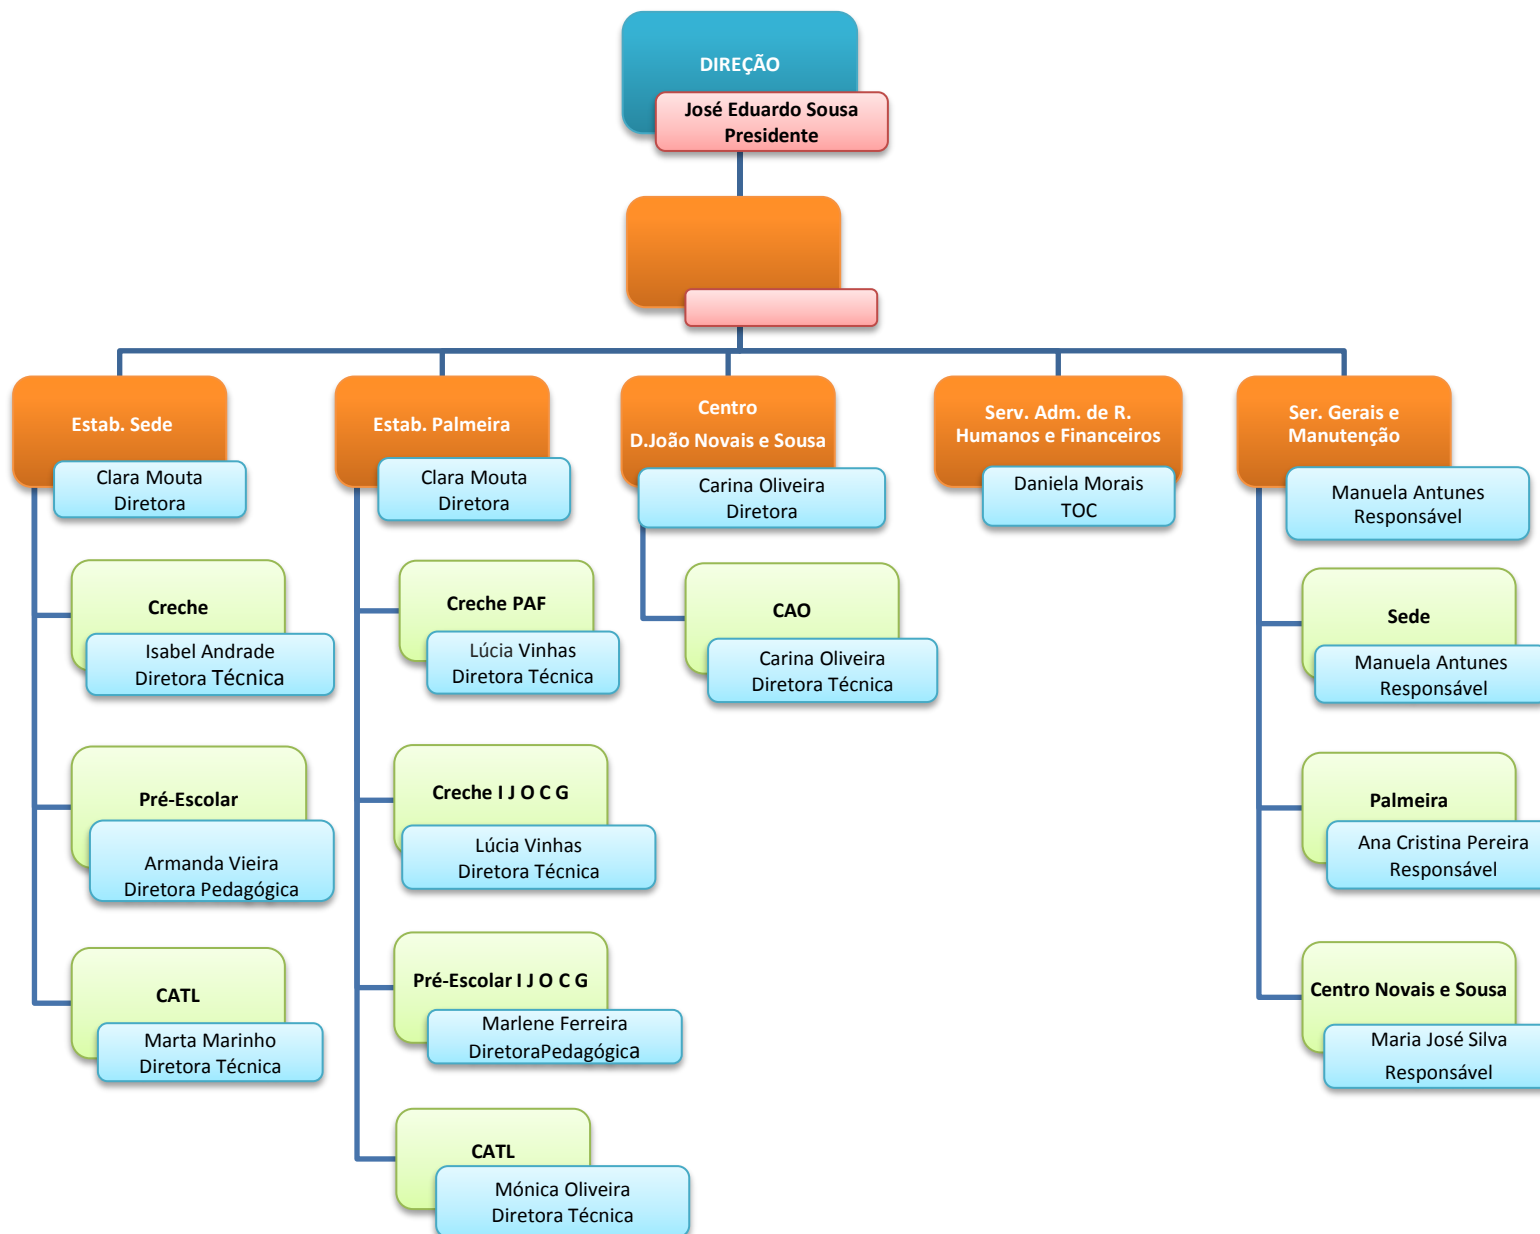 DIREÇÃO
José Eduardo Sousa
Presidente
Estab. Sede
Clara Mouta
Diretora
Estab. Palmeira
Clara Mouta
Diretora
Centro
D.João Novais e Sousa
Carina Oliveira
Diretora
Serv. Adm. de R.
Humanos e Financeiros
Daniela Morais
TOC
Ser. Gerais e
Manutenção
Manuela Antunes
Responsável
Creche
Isabel Andrade
Diretora Técnica
Pré-Escolar
Armanda Vieira
Diretora Pedagógica
CATL
Marta Marinho
Diretora Técnica
Creche PAF
Lúcia Vinhas
Diretora Técnica
Creche I J O C G
Lúcia Vinhas
Diretora Técnica
Pré-Escolar I J O C G
Marlene Ferreira
DiretoraPedagógica
CATL
Mónica Oliveira
Diretora Técnica
CAO
Carina Oliveira
Diretora Técnica
Sede
Manuela Antunes
Responsável
Palmeira
Ana Cristina Pereira
Responsável
Centro Novais e Sousa
Maria José Silva
Responsável